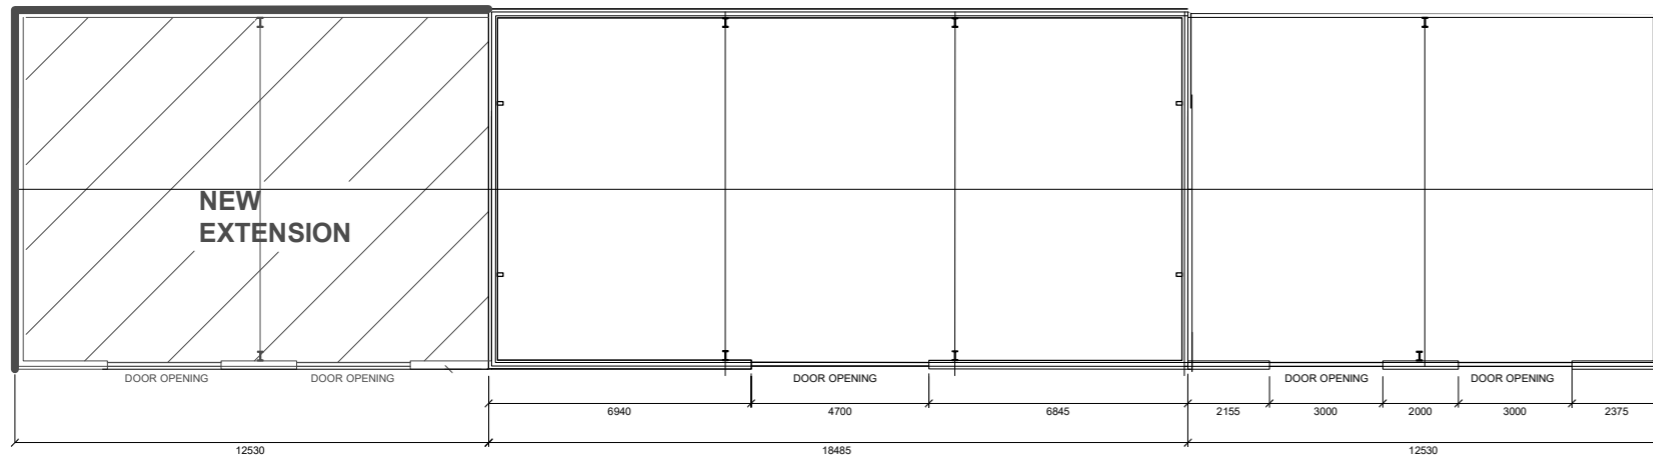 NEW
EXTENSION
DOOR OPENING
DOOR OPENING
DOOR OPENING
DOOR OPENING
DOOR OPENING
6940
4700
6845
2155
3000
2000
3000
2375
12530
18485
12530